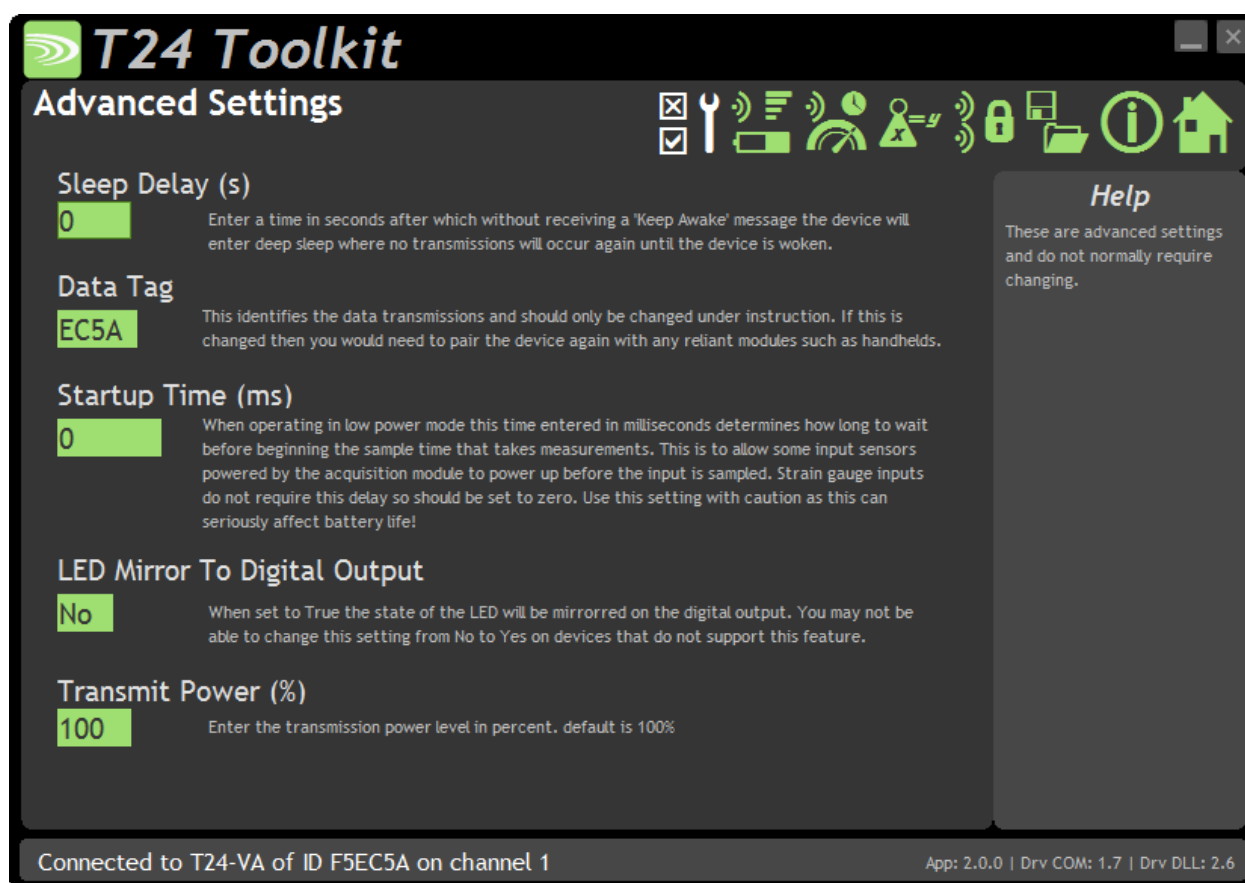 T24 Toolkit
Advanced Settings
x
=y
Sleep Delay (s)
0
Enter a time in seconds after which without receiving a 'Keep Awake' message the device will
enter deep sleep where no transmissions will occur again until the device is woken.
Data Tag
EC5A
This identifies the data transmissions and should only be changed under instruction. If this is
changed then you would need to pair the device again with any reliant modules such as handhelds.
Startup Time (ms)
0
When operating in low power mode this time entered in milliseconds determines how long to wait
before beginning the sample time that takes measurements. This is to allow some input sensors
powered by the acquisition module to power up before the input is sampled. Strain gauge inputs
do not require this delay so should be set to zero. Use this setting with caution as this can
seriously affect battery life!
LED Mirror To Digital Output
No
When set to True the state of the LED will be mirrorred on the digital output. You may not be
able to change this setting from No to Yes on devices that do not support this feature.
Transmit Power (%)
100
Enter the transmission power level in percent. default is 100%
Help
These are advanced settings
and do not normally require
changing.
Connected to T24-VA of ID F5EC5A on channel 1
App: 2.0.0 | Drv COM: 1.7 | Drv DLL: 2.6